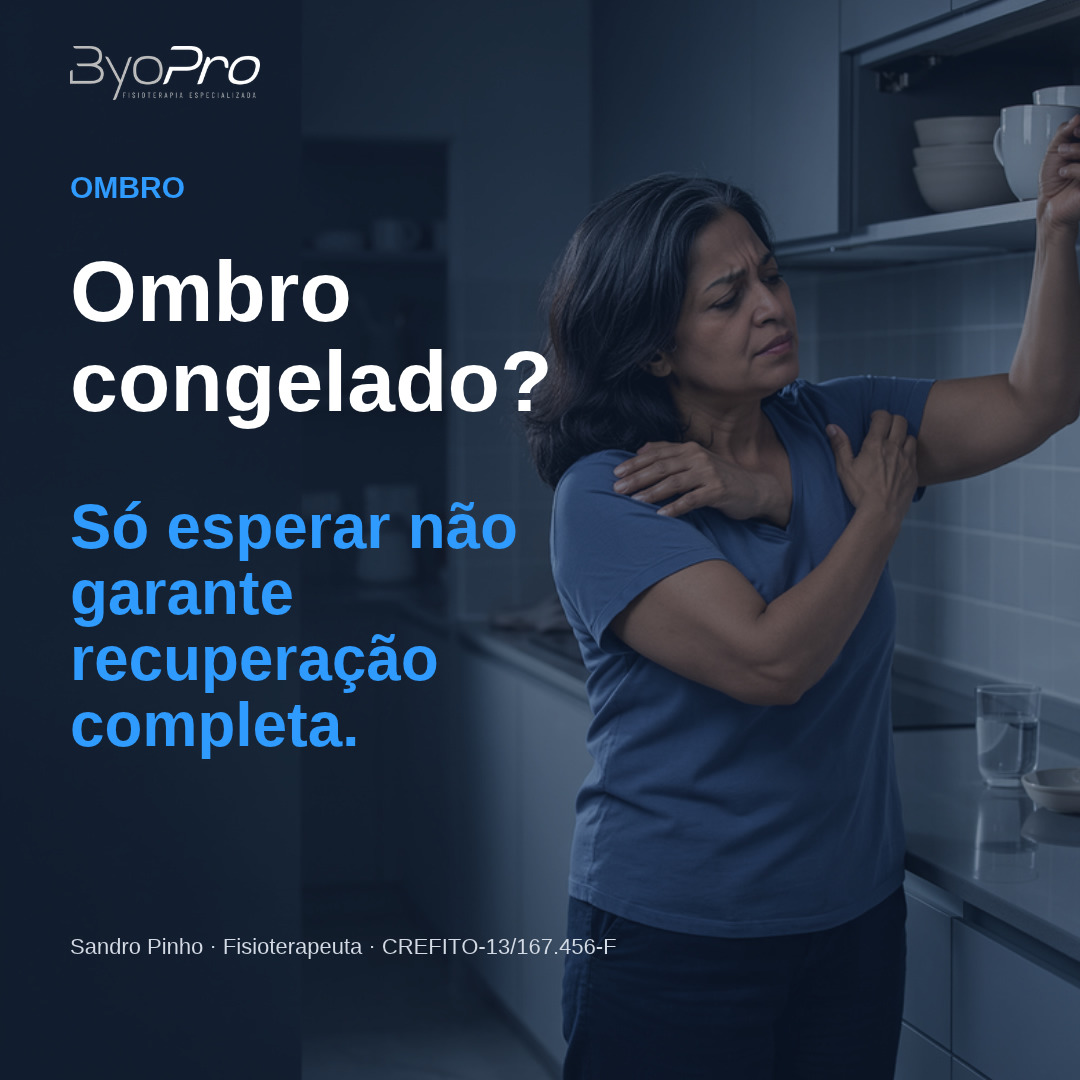 ByoPro
FISIOTERAPIA ESPECIALIZADA
OMBRO
Ombro
congelado?
Só esperar não
garante
recuperação
completa.
Sandro Pinho · Fisioterapeuta · CREFITO-13/167.456-F